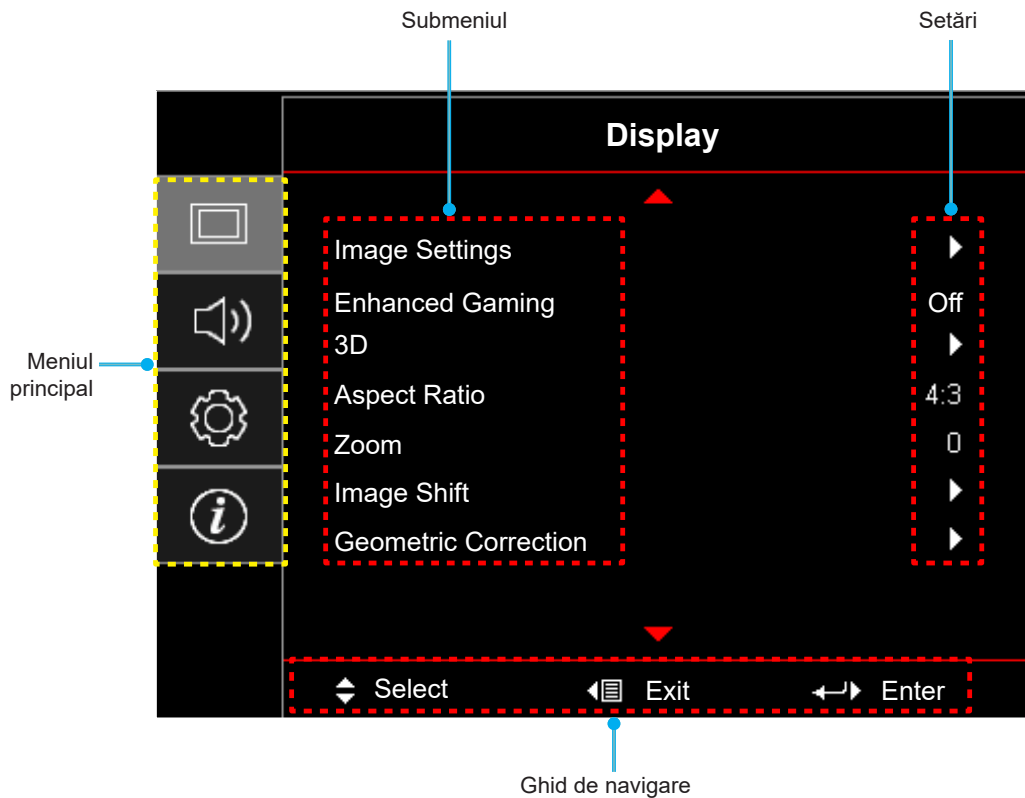 Submeniul
Setări
Display
Image Settings
Enhanced Gaming Off
3D
Meniul
principal
Aspect Ratio 4:3
Zoom 0
Image Shift
Geometric Correction
Select Exit Enter
Ghid de navigare